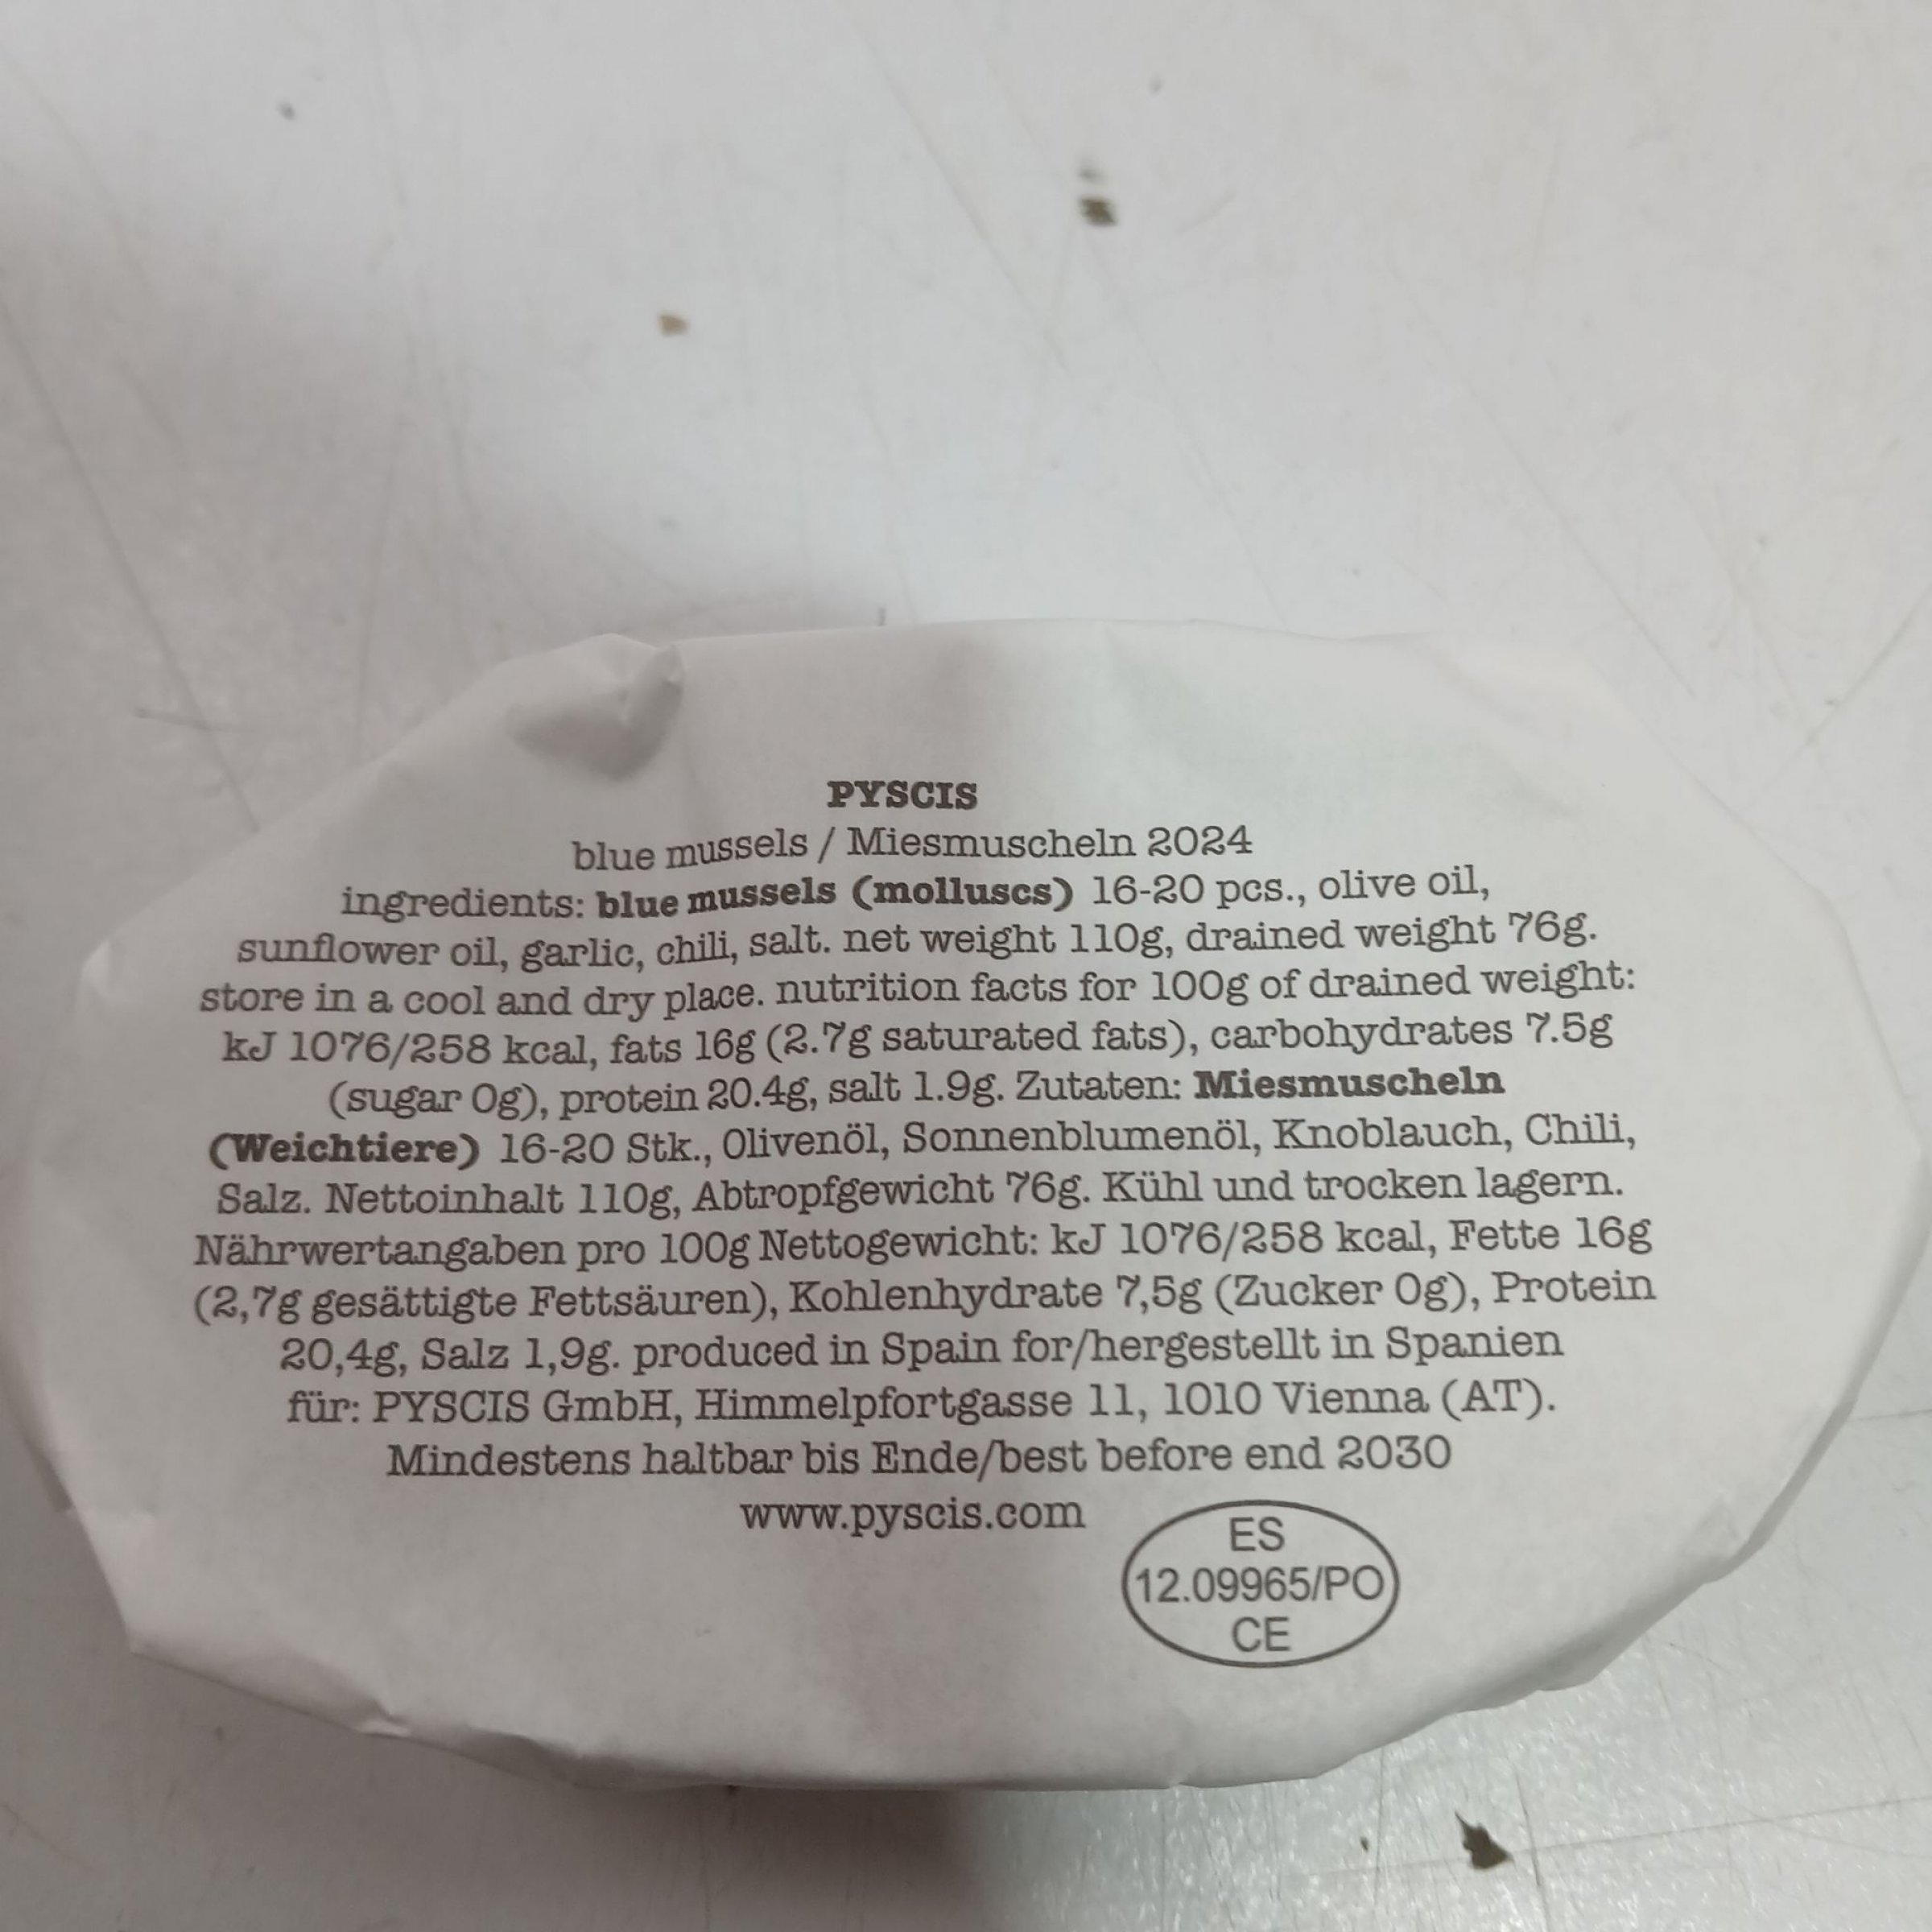 PYSCIS
blue mussels / Miesmuscheln 2024
ingredients: blue mussels (molluscs) 16-20 pcs., olive oil,
sunflower oil, garlic, chili, salt. net weight 110g, drained weight 76g.
store in a cool and dry place. nutrition facts for 100g of drained weight:
kJ 1076/258 kcal, fats 16g (2.7g saturated fats), carbohydrates 7.5g
(sugar 0g), protein 20.4g, salt 1.9g. Zutaten: Miesmuscheln
(Weichtiere) 16-20 Stk., Olivenöl, Sonnenblumenöl, Knoblauch, Chili,
Salz. Nettoinhalt 110g, Abtropfgewicht 76g. Kühl und trocken lagern.
Nährwertangaben pro 100g Nettogewicht: kJ 1076/258 kcal, Fette 16g
(2,7g gesättigte Fettsäuren), Kohlenhydrate 7,5g (Zucker 0g), Protein
20,4g, Salz 1,9g. produced in Spain for/hergestellt in Spanien
für: PYSCIS GmbH, Himmelpfortgasse 11, 1010 Vienna (AT).
Mindestens haltbar bis Ende/best before end 2030
www.pyscis.com
ES
12.09965/PO
CE